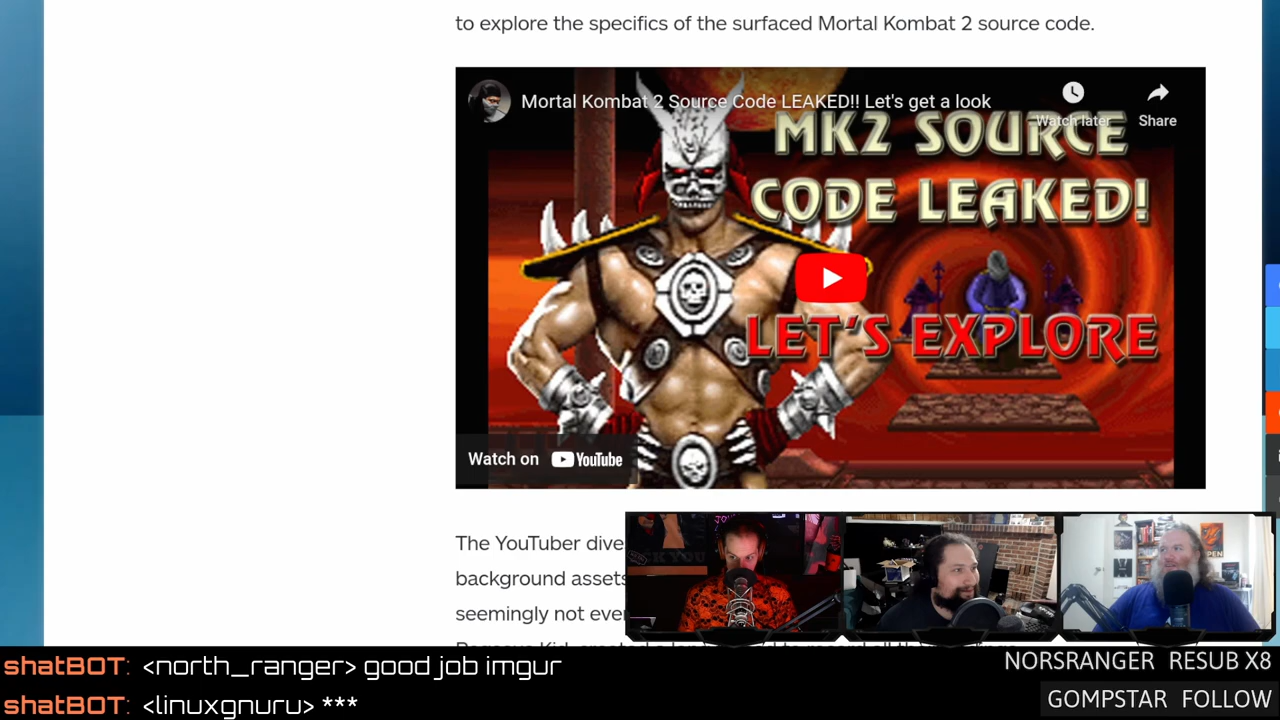 to explore the specifics of the surfaced Mortal Kombat 2 source code.
Mortal Kombat 2 Source Code LEAKED!! Let's get a look
Watch later
Share
MK2 SOURCE
CODE LEAKED!
LET'S EXPLORE
Watch on YouTube
The YouTuber dive
background assets
seemingly not even
shatBOT: <north_ranger> good job imgur
shatBOT: <linuxgnuru> ***
NORSRANGER RESUB X8
GOMPSTAR FOLLOW